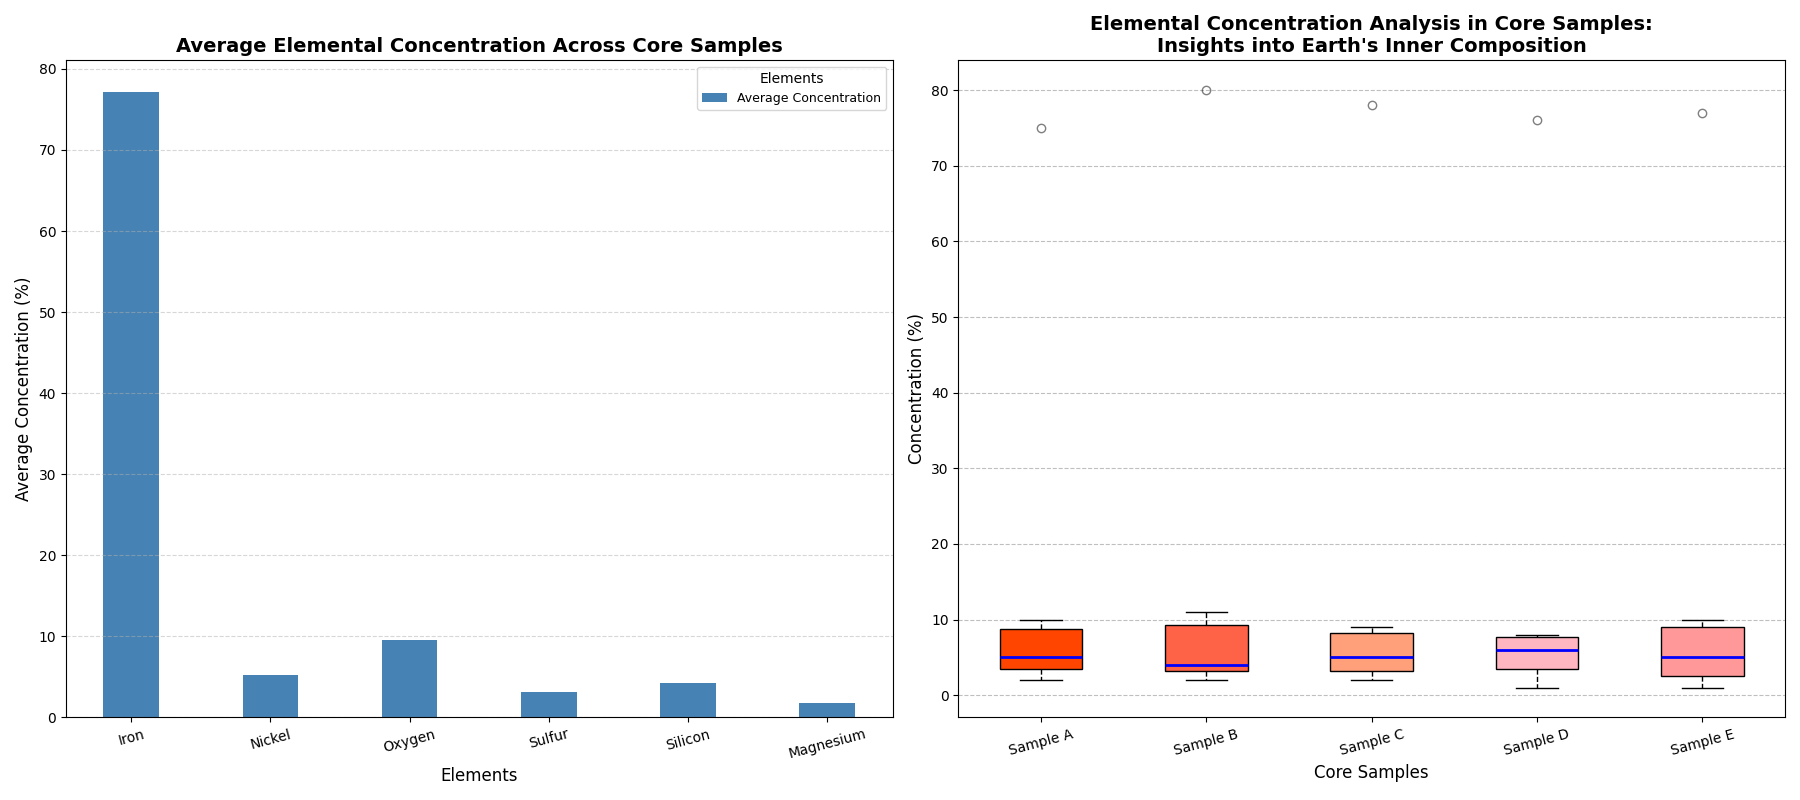 Average Elemental Concentration Across Core Samples
Average Concentration (%)
80
70
60
50
40
30
20
10
0
Elements
Average Concentration
Iron
Nickel
Oxygen
Sulfur
Silicon
Magnesium
Elements
Elemental Concentration Analysis in Core Samples:
Insights into Earth's Inner Composition
Concentration (%)
80
70
60
50
40
30
20
10
0
Sample A
Sample B
Sample C
Sample D
Sample E
Core Samples